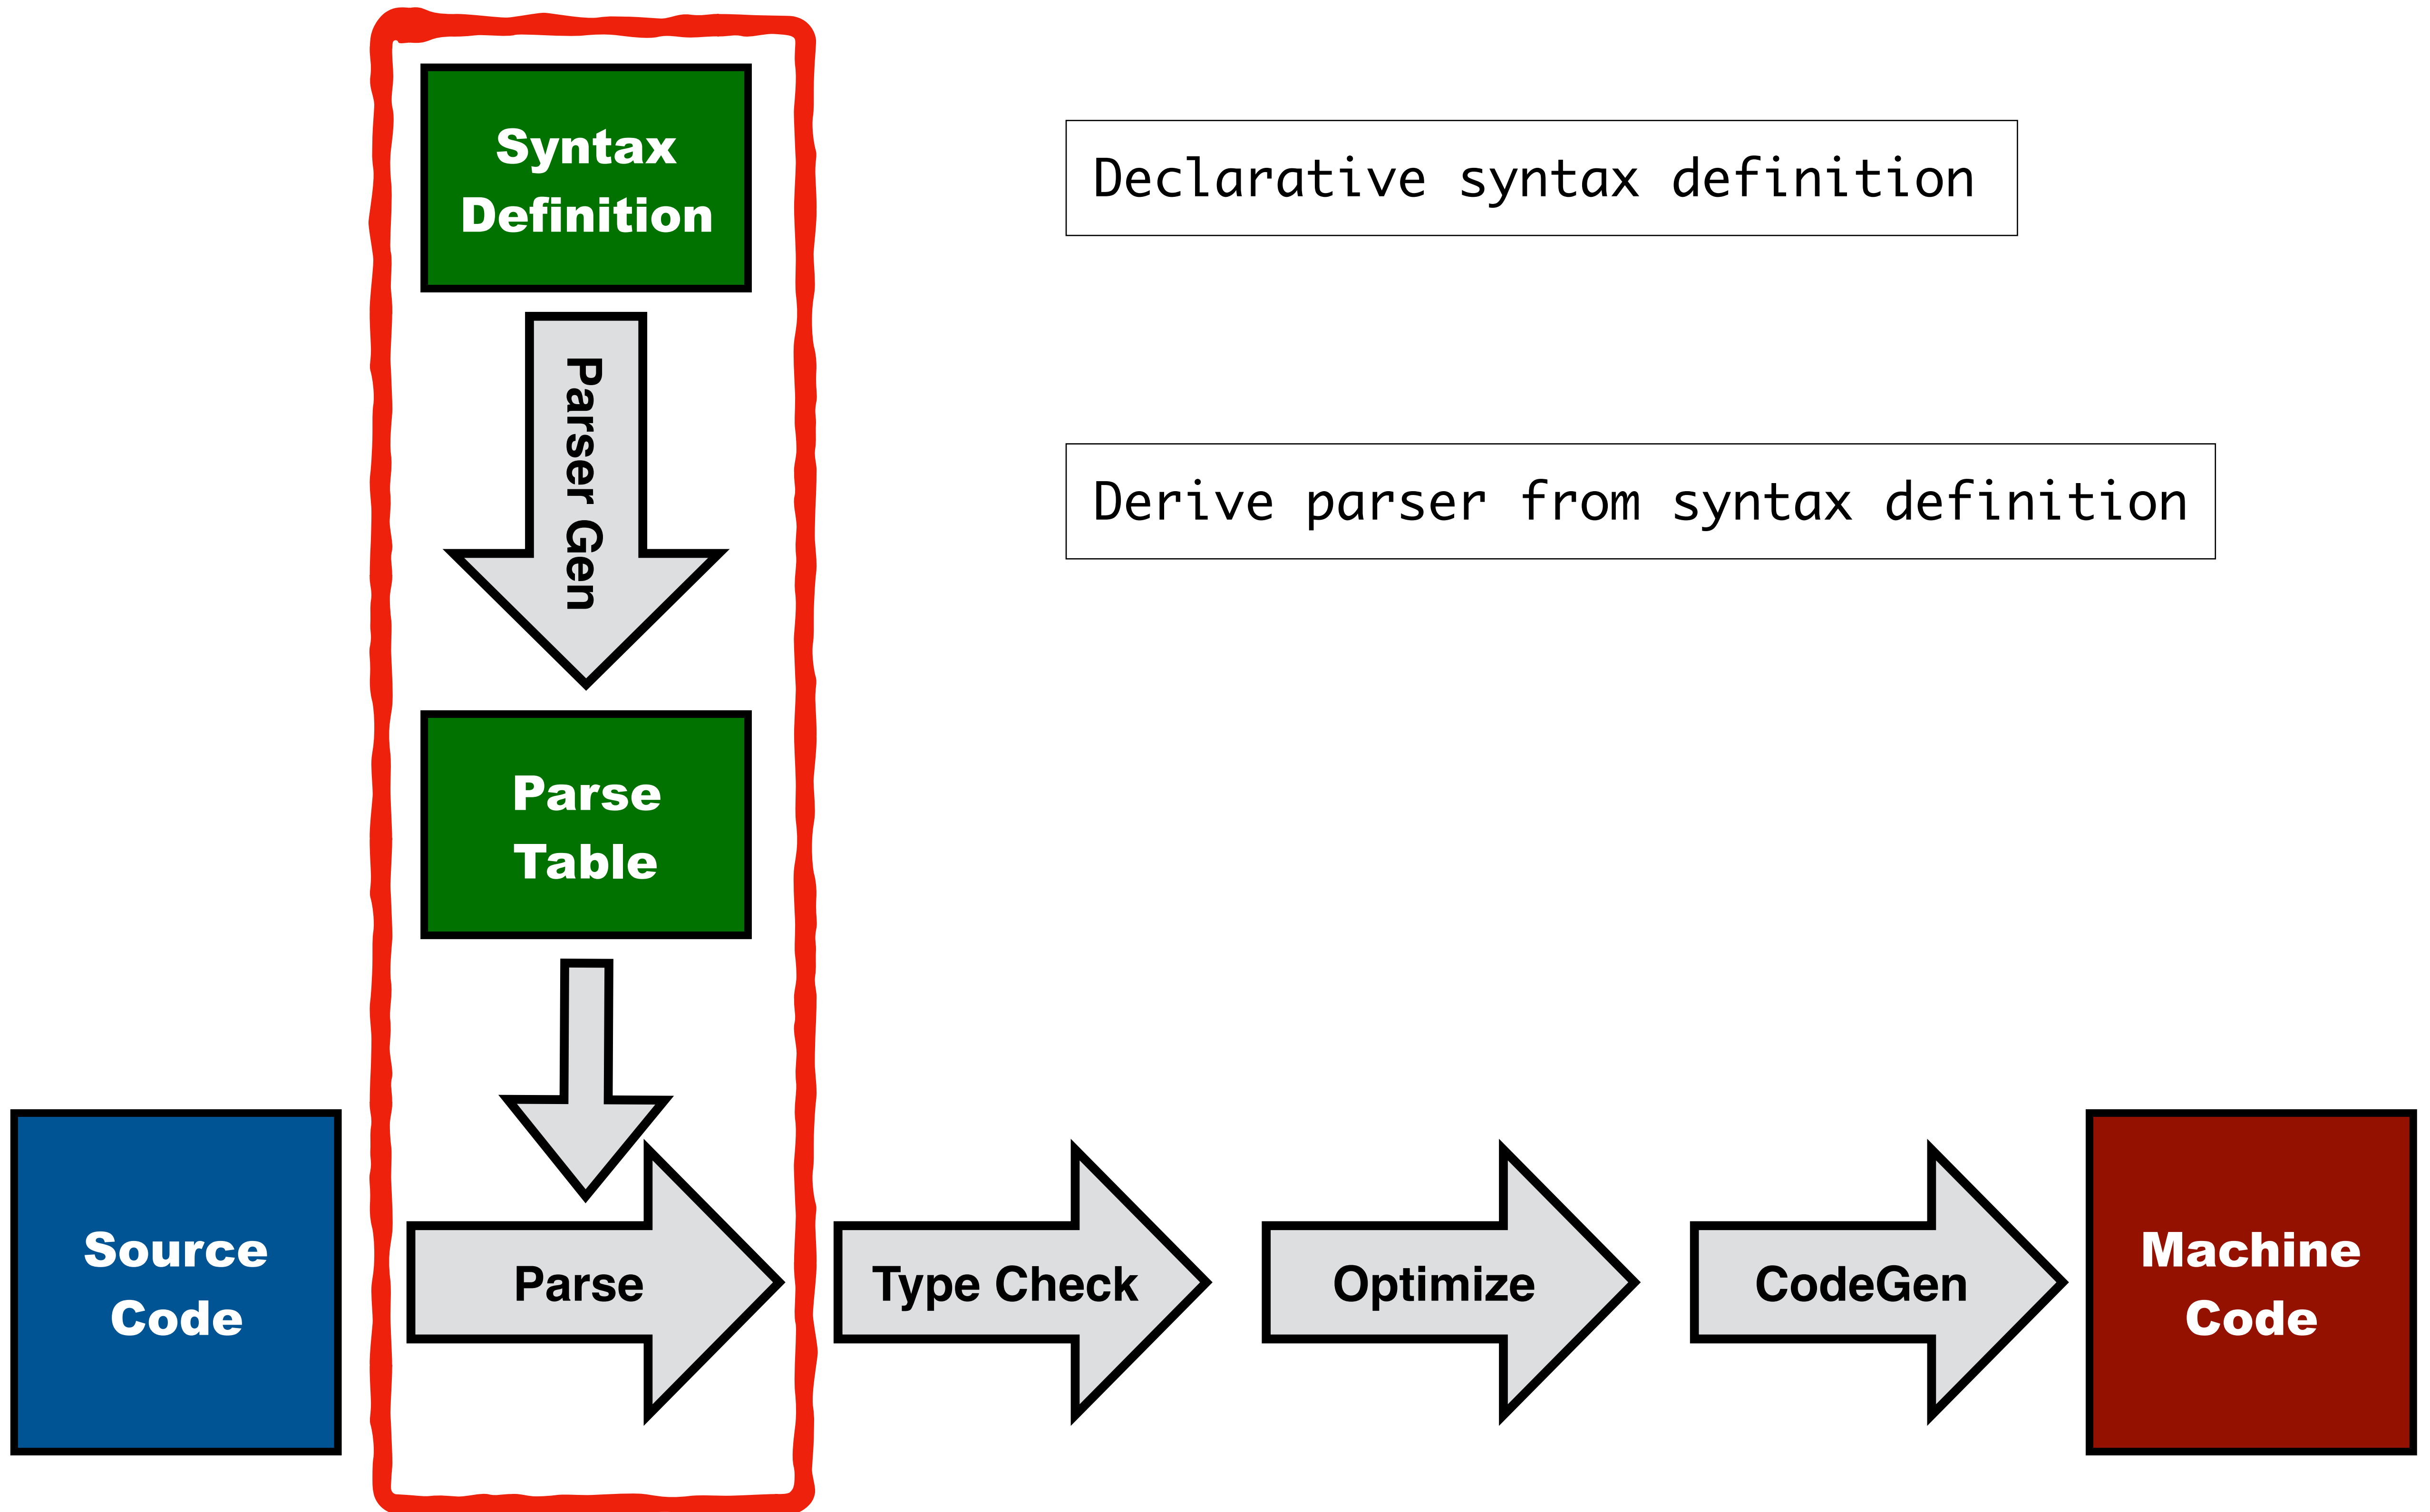 Syntax
Definition
Declarative syntax definition
Parser Gen
Derive parser from syntax definition
Parse
Table
Source
Code
Parse
Type Check
Optimize
CodeGen
Machine
Code